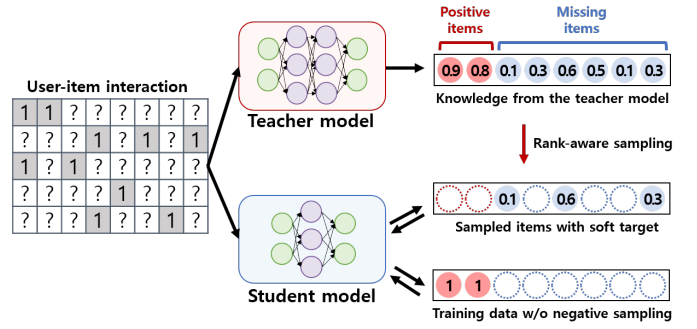 Positive items
Missing items
0.9 0.8 0.1 0.3 0.6 0.5 0.1 0.3
Knowledge from the teacher model
Teacher model
User-item interaction
1 1 ? ? ? ? ? ?
? ? ? 1 ? 1 ? 1
1 ? 1 ? ? ? ? ?
? ? ? ? 1 ? ? ?
? ? ? 1 ? ? 1 ?
Rank-aware sampling
0.1 0.6 0.3
Sampled items with soft target
Student model
1 1
Training data w/o negative sampling